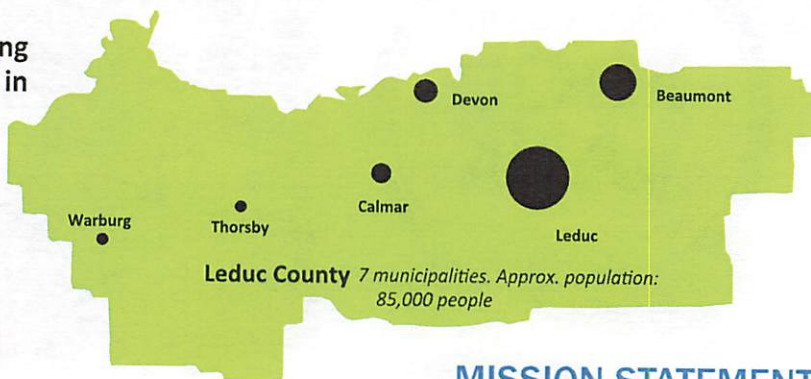 ng
in
Devon
Beaumont
Calmar
Warburg
Thorsby
Leduc
Leduc County 7 municipalities. Approx. population:
85,000 people
MISSION STATEMENT